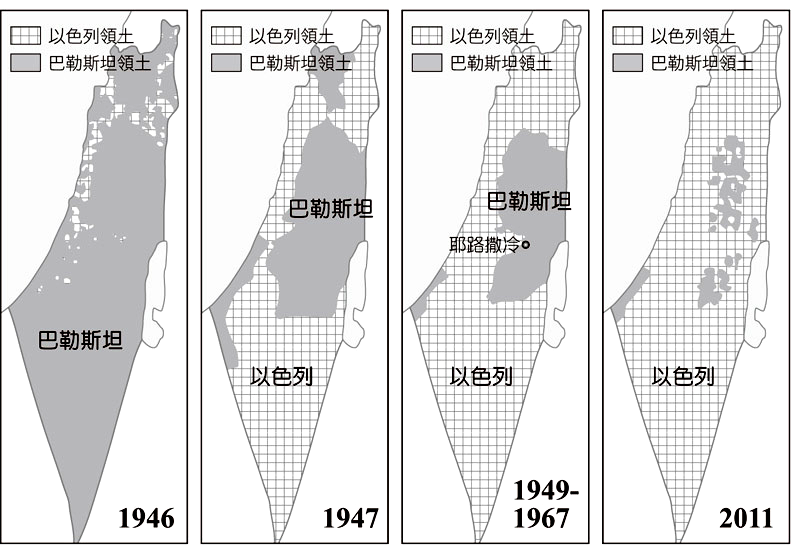 以色列領土
巴勒斯坦領土
巴勒斯坦
1946
以色列領土
巴勒斯坦領土
巴勒斯坦
以色列
1947
以色列領土
巴勒斯坦領土
巴勒斯坦
耶路撒冷
以色列
1949-
1967
以色列領土
巴勒斯坦領土
以色列
2011